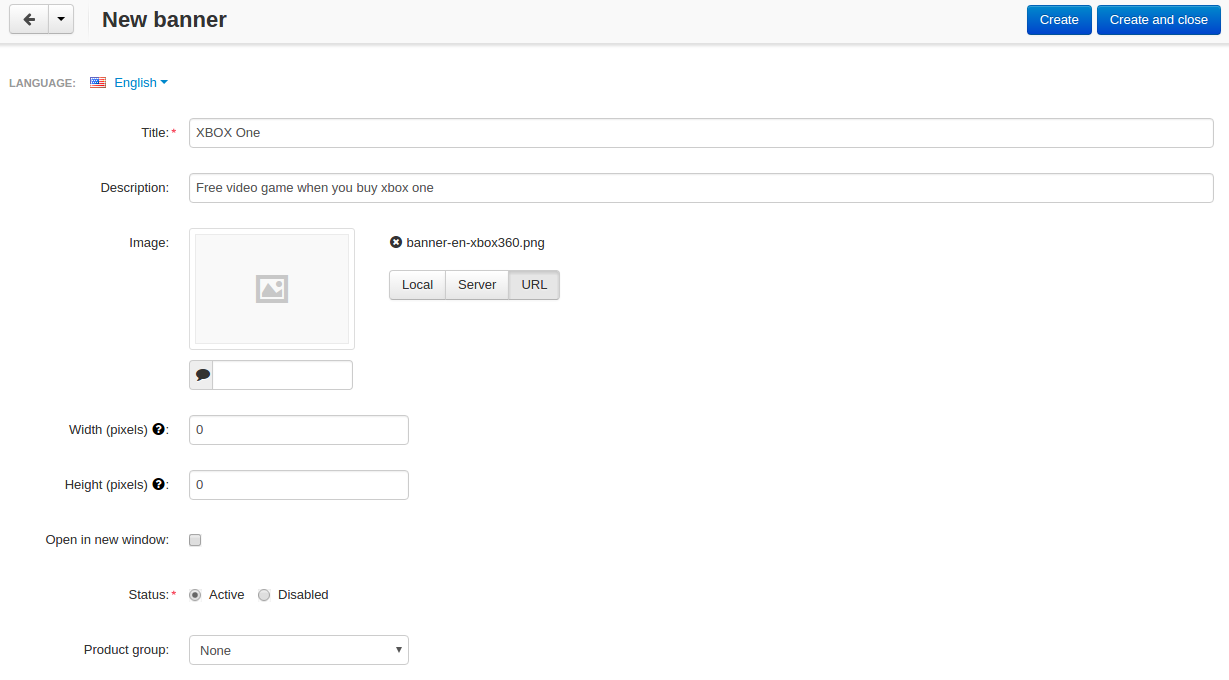 New banner
Create
Create and close
LANGUAGE: English
Title:* XBOX One
Description: Free video game when you buy xbox one
Image: banner-en-xbox360.png
Local Server URL
Width (pixels) ?: 0
Height (pixels) ?: 0
Open in new window:
Status:* Active Disabled
Product group: None